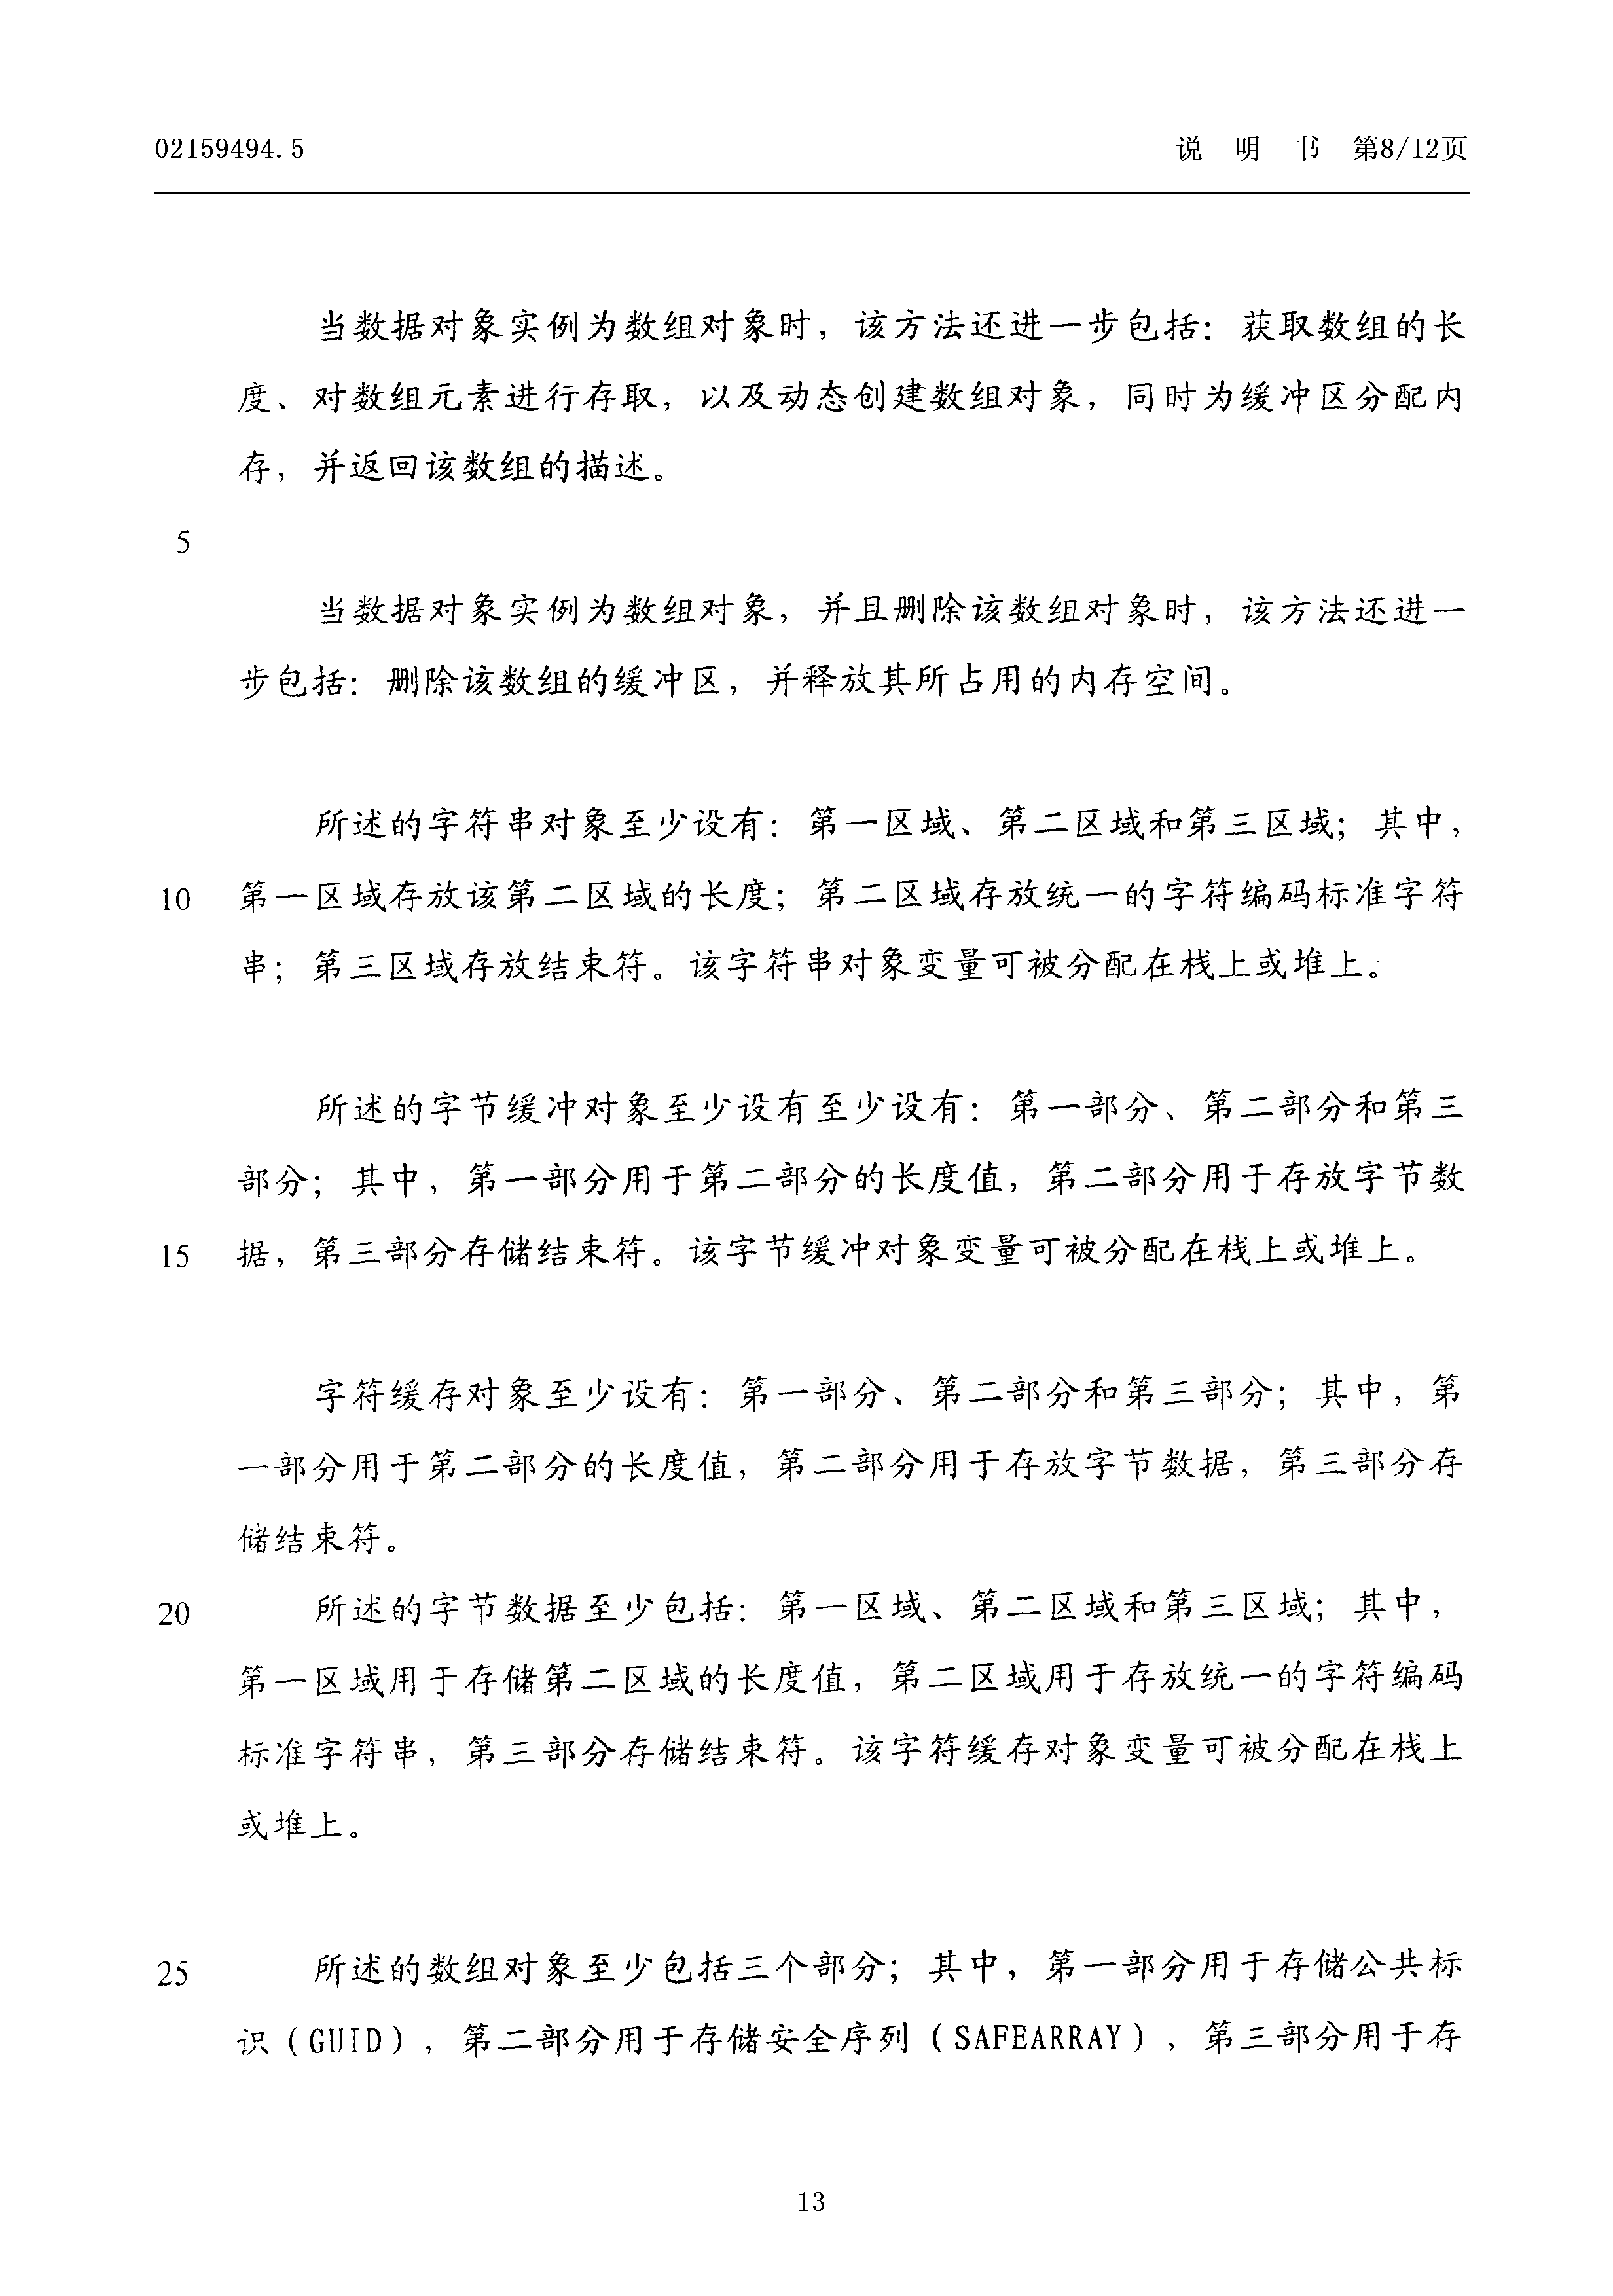 02159494.5 说 明 书 第8/12页
当数据对象实例为数组对象时，该方法还进一步包括：获取数组的长
度、对数组元素进行存取，以及动态创建数组对象，同时为缓冲区分配内
存，并返回该数组的描述。
5
当数据对象实例为数组对象，并且删除该数组对象时，该方法还进一
步包括：删除该数组的缓冲区，并释放其所占用的内存空间。
所述的字符串对象至少设有：第一区域、第二区域和第三区域；其中，
10 第一区域存放该第二区域的长度；第二区域存放统一的字符编码标准字符
串；第三区域存放结束符。该字符串对象变量可被分配在栈上或堆上。
所述的字节缓冲对象至少设有至少设有：第一部分、第二部分和第三
部分；其中，第一部分用于第二部分的长度值，第二部分用于存放字节数
15 据，第三部分存储结束符。该字节缓冲对象变量可被分配在栈上或堆上。
字符缓存对象至少设有：第一部分、第二部分和第三部分；其中，第
一部分用于第二部分的长度值，第二部分用于存放字节数据，第三部分存
储结束符。
20 所述的字节数据至少包括：第一区域、第二区域和第三区域；其中，
第一区域用于存储第二区域的长度值，第二区域用于存放统一的字符编码
标准字符串，第三部分存储结束符。该字符缓存对象变量可被分配在栈上
或堆上。
25 所述的数组对象至少包括三个部分；其中，第一部分用于存储公共标
识（GUID），第二部分用于存储安全序列（SAFEARRAY），第三部分用于存
13